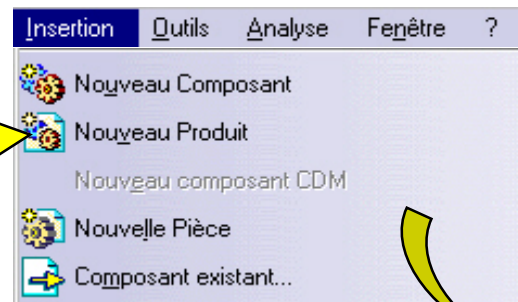 Insertion Outils Analyse Fenêtre ?
Nouveau Composant
Nouveau Produit
Nouveau composant CDM
Nouvelle Pièce
Composant existant...